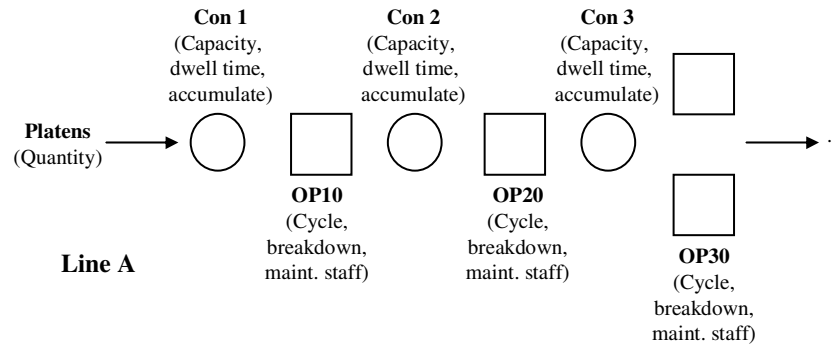 Con 1
(Capacity,
dwell time,
accumulate)
Con 2
(Capacity,
dwell time,
accumulate)
Con 3
(Capacity,
dwell time,
accumulate)
Platens
(Quantity)
OP10
(Cycle,
breakdown,
maint. staff)
OP20
(Cycle,
breakdown,
maint. staff)
OP30
(Cycle,
breakdown,
maint. staff)
Line A